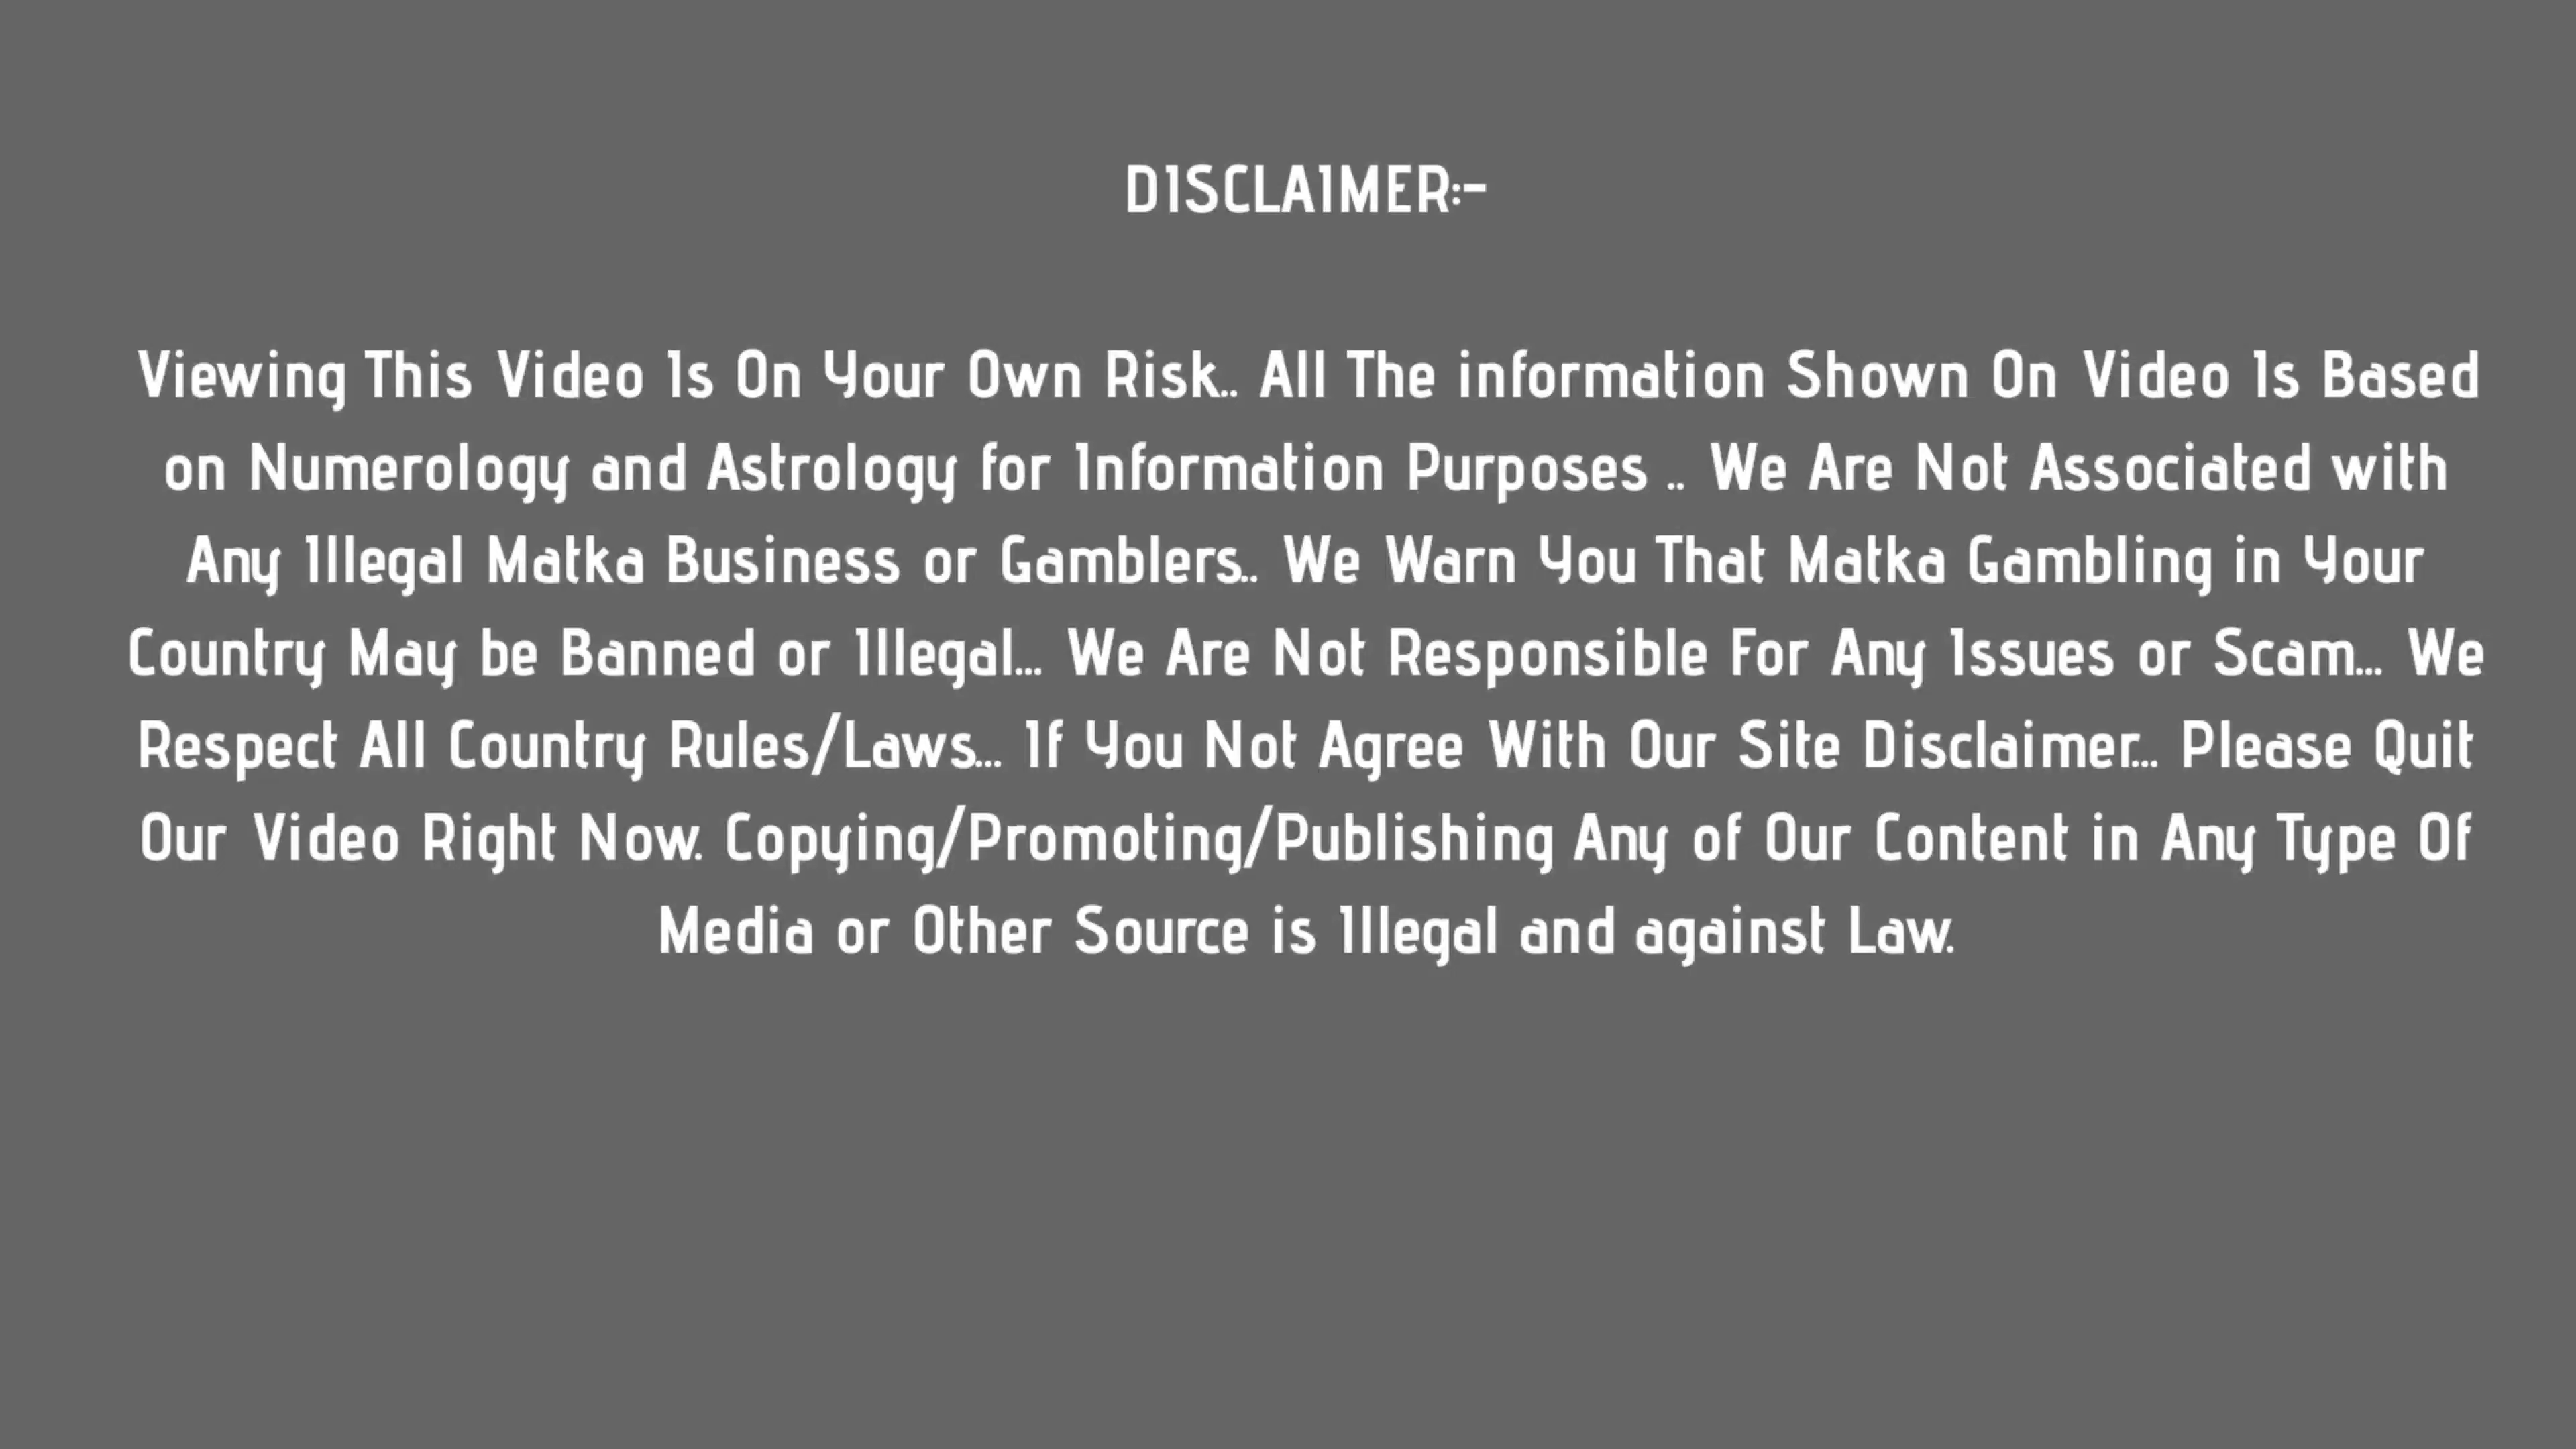 DISCLAIMER:-
Viewing This Video Is On Your Own Risk.. All The information Shown On Video Is Based
on Numerology and Astrology for Information Purposes .. We Are Not Associated with
Any Illegal Matka Business or Gamblers.. We Warn You That Matka Gambling in Your
Country May be Banned or Illegal... We Are Not Responsible For Any Issues or Scam... We
Respect All Country Rules/Laws... If You Not Agree With Our Site Disclaimer... Please Quit
Our Video Right Now. Copying/Promoting/Publishing Any of Our Content in Any Type Of
Media or Other Source is Illegal and against Law.